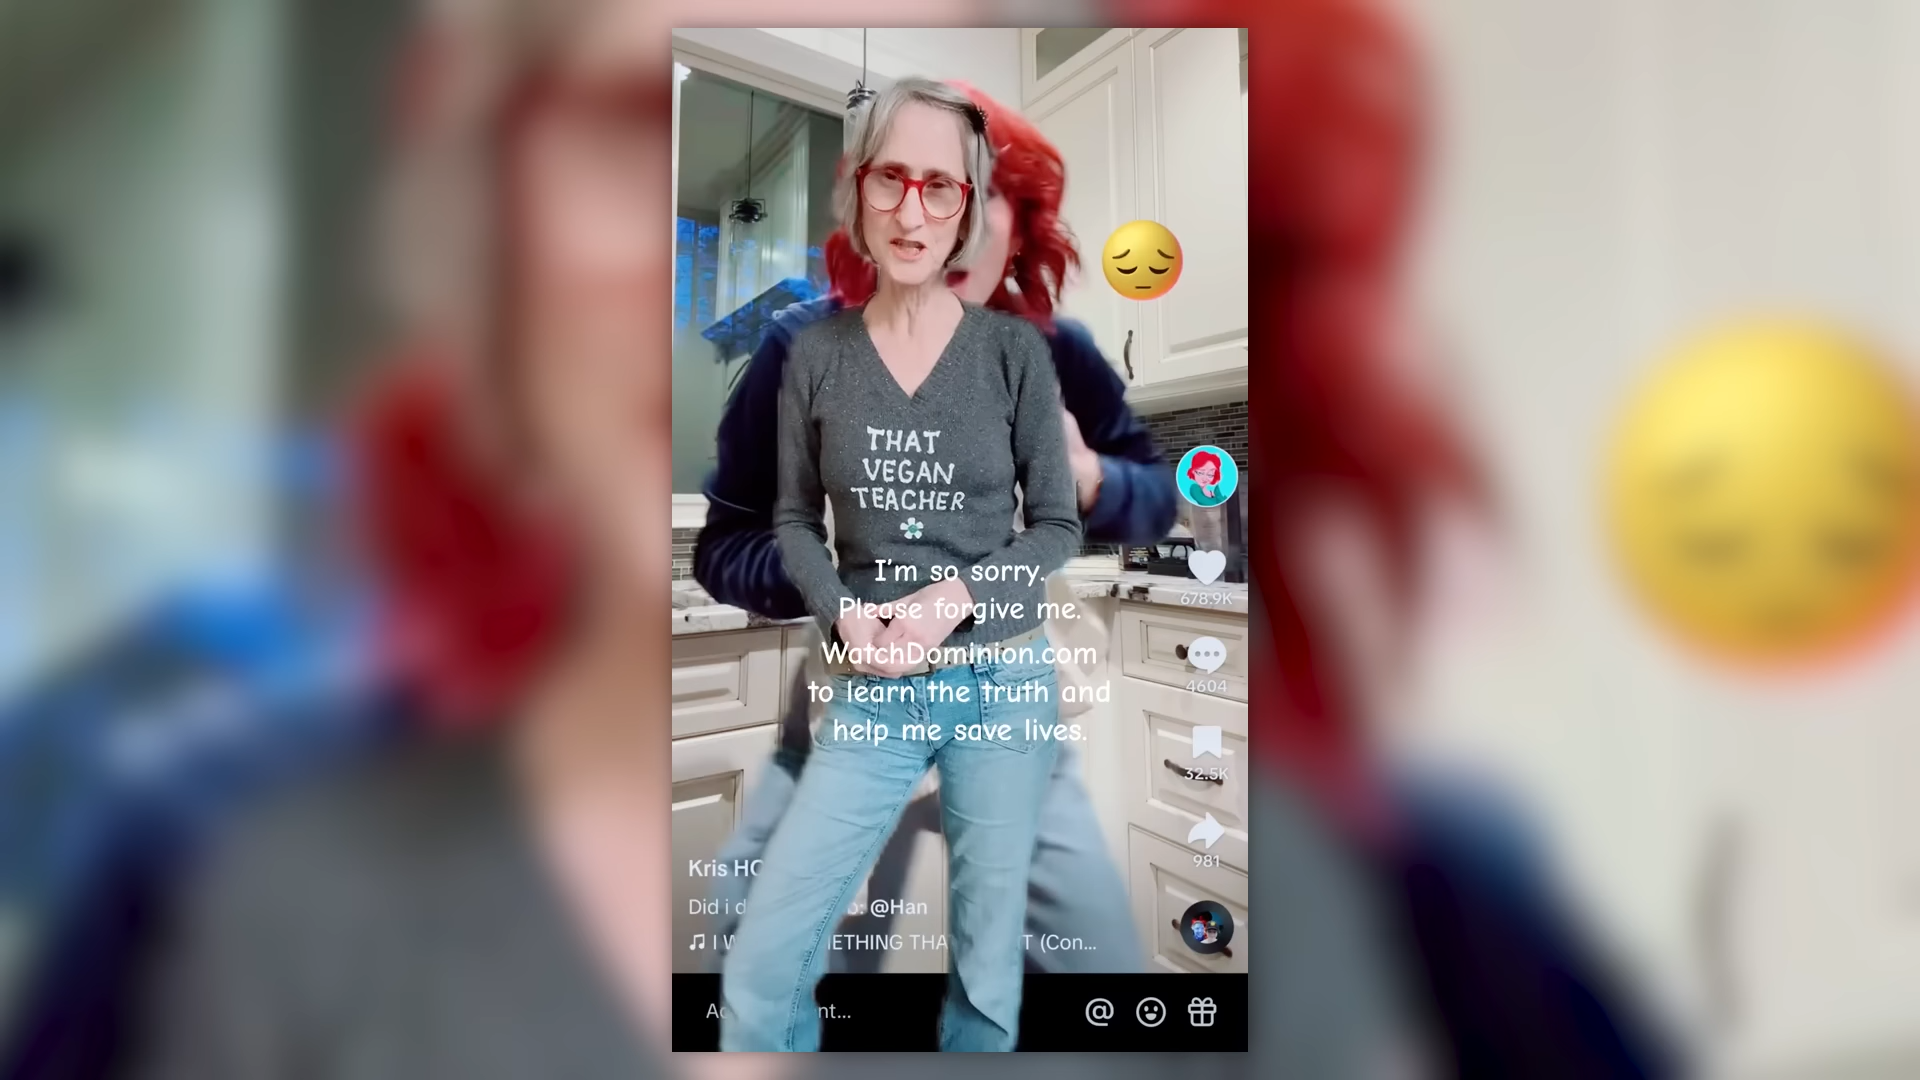 THAT
VEGAN
TEACHER
I'm so sorry.
Please forgive me.
WatchDominion.com
to learn the truth and
help me save lives.
678.9K
4604
32.5K
981
Kris
Did i @Han
(Con...
@